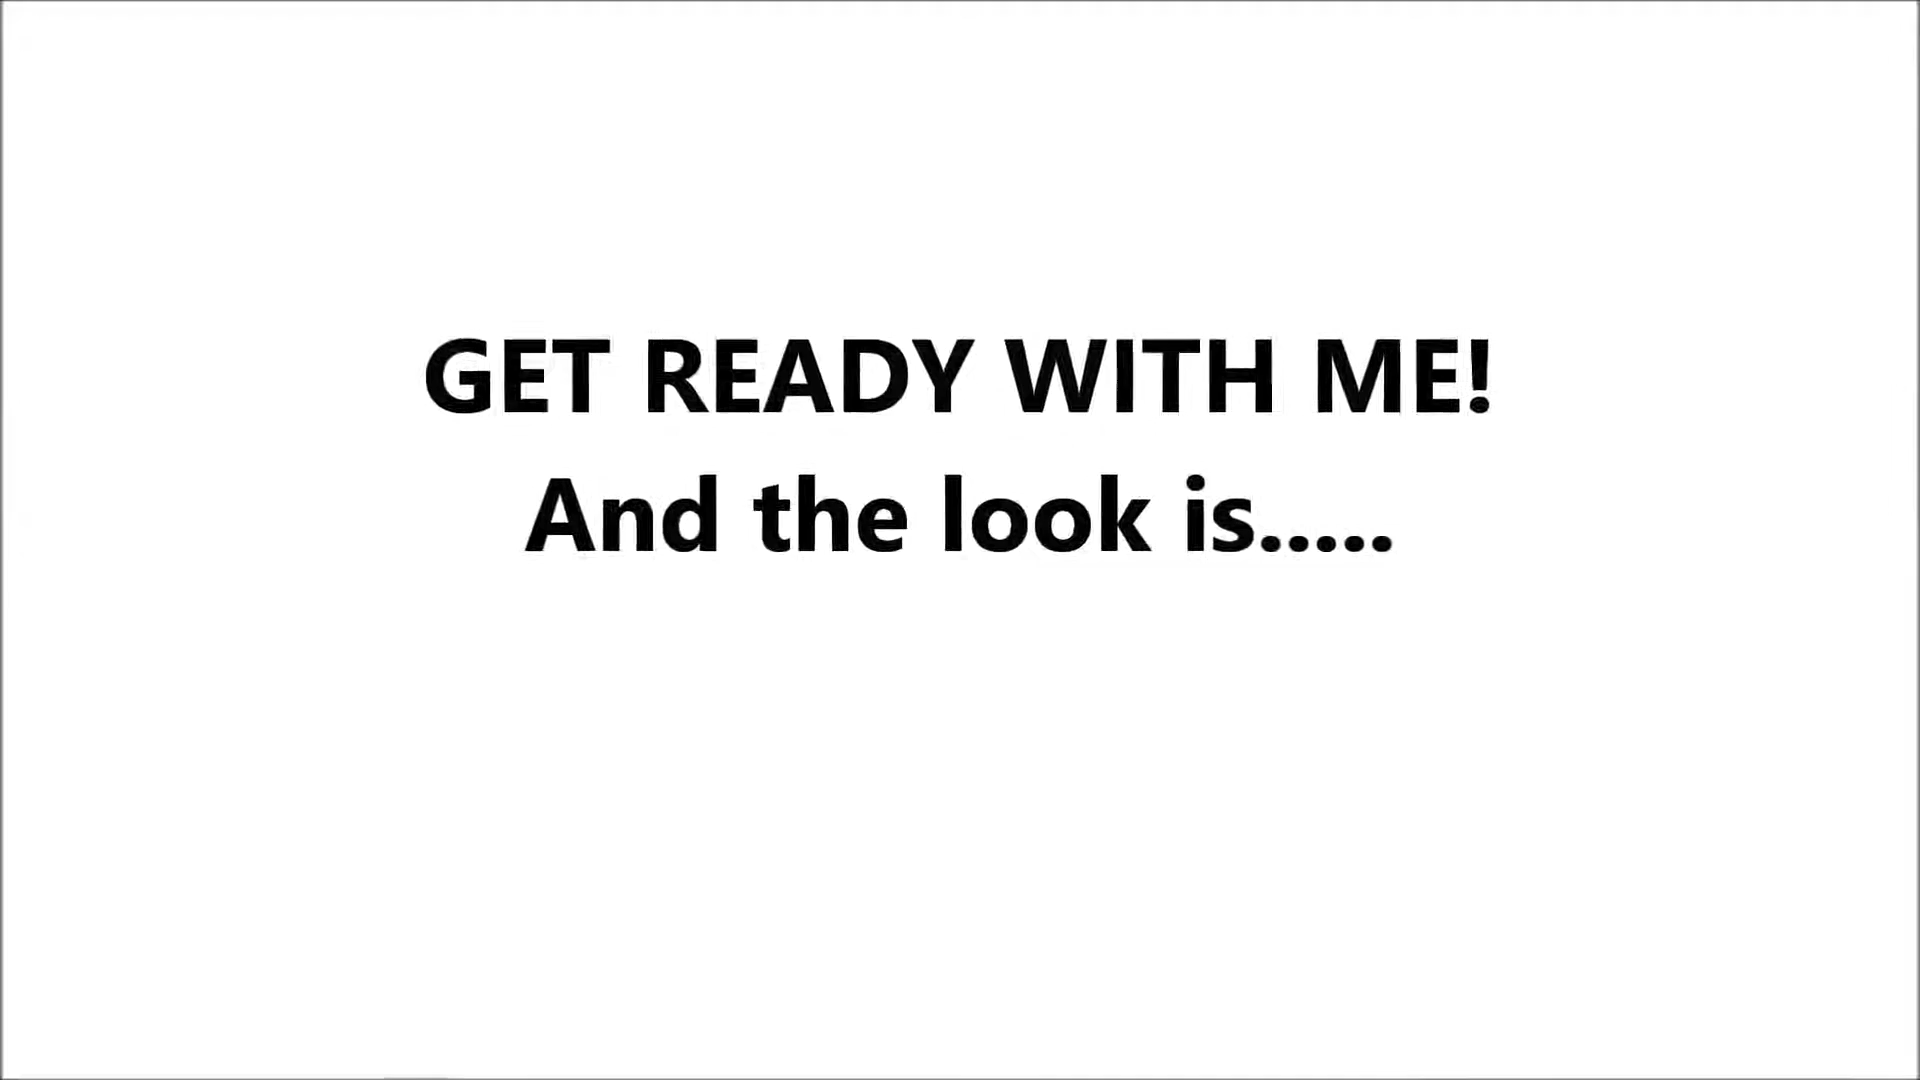 GET READY WITH ME!
And the look is.....